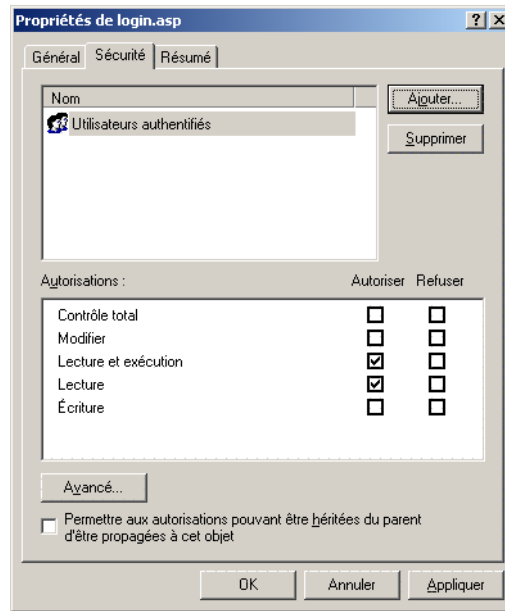 Propriétés de login.asp
Général Sécurité Résumé
Nom
Ajouter...
Utilisateurs authentifiés
Supprimer
Autorisations : Autoriser Refuser
Contrôle total
Modifier
Lecture et exécution
Lecture
Écriture
Avancé...
Permettre aux autorisations pouvant être héritées du parent
d'être propagées à cet objet
OK Annuler Appliquer